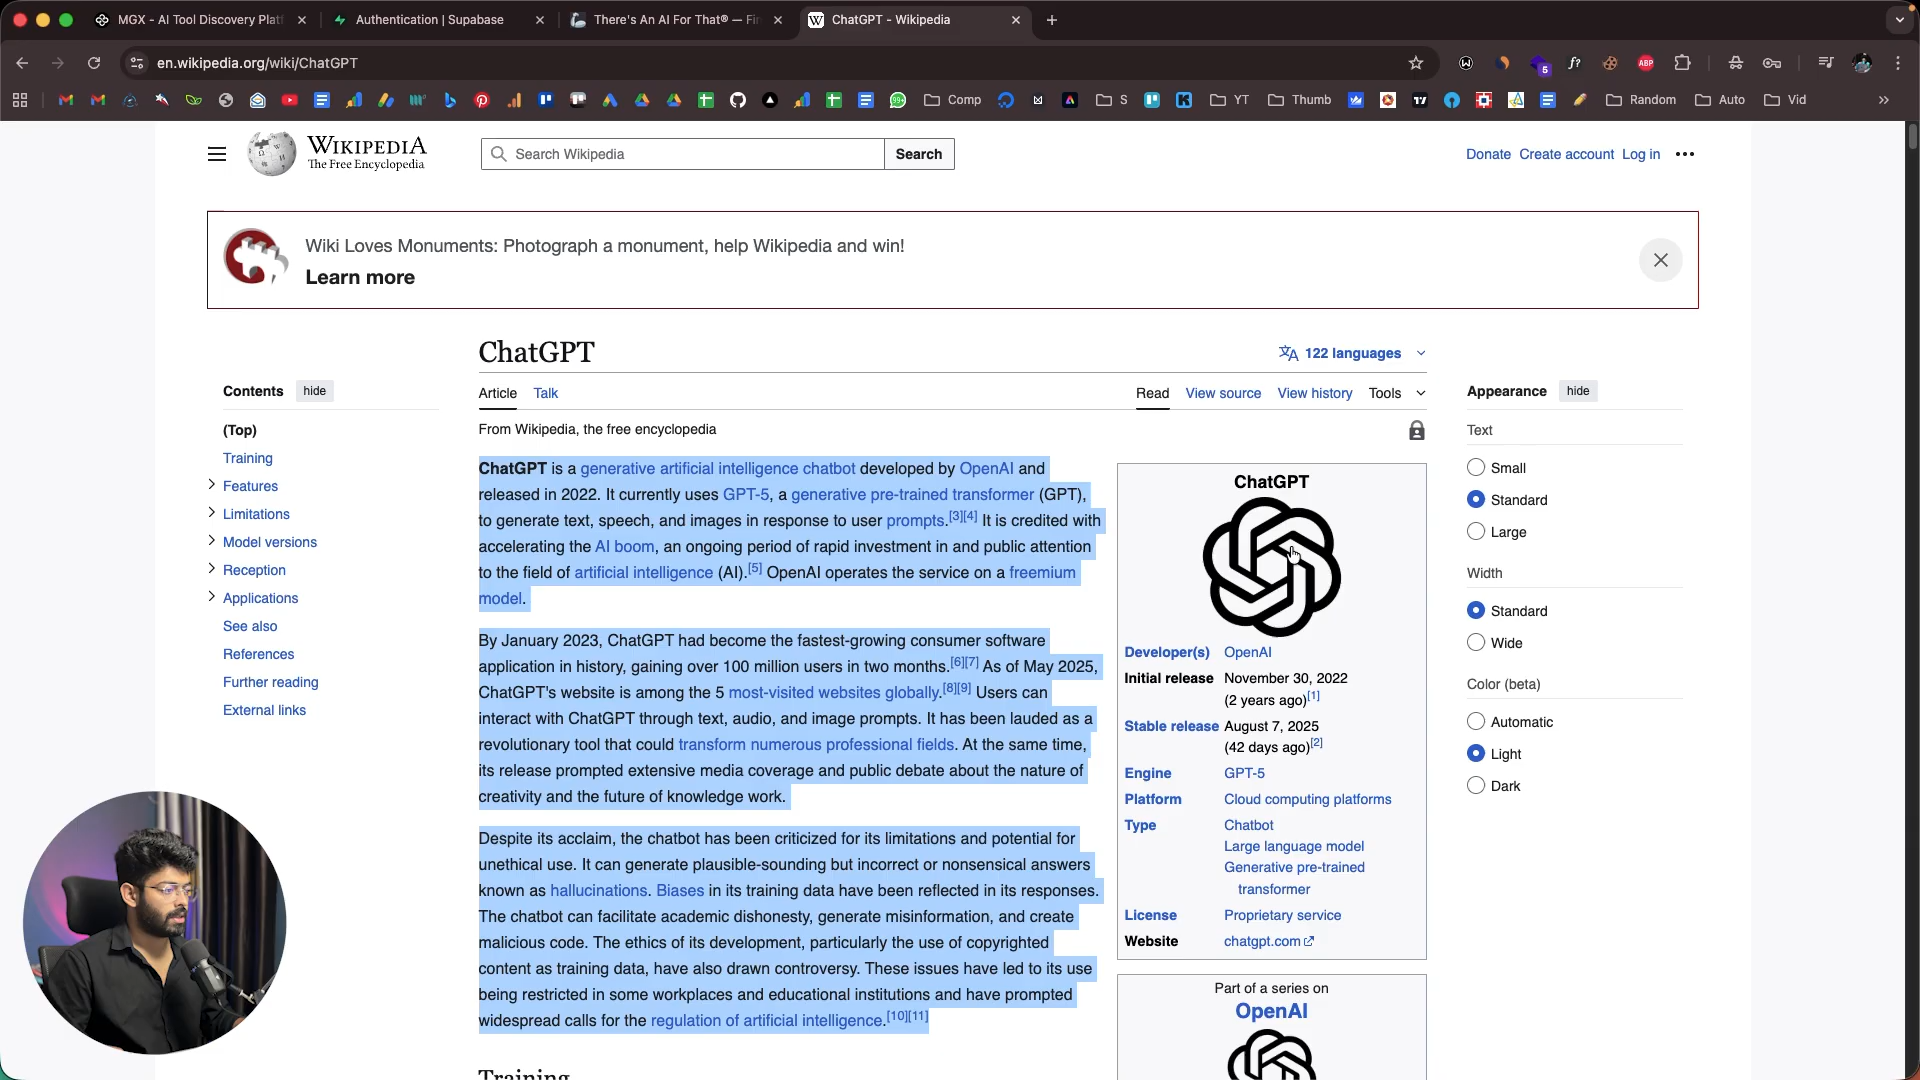 MGX - AI Tool Discovery Plat
Authentication | Supabase
There's An AI For That® — Fin
ChatGPT - Wikipedia
en.wikipedia.org/wiki/ChatGPT
5
f?
ABP
99+
Comp
S
YT
Thumb
Random
Auto
Vid
WIKIPEDIA
The Free Encyclopedia
Search Wikipedia
Search
Donate
Create account
Log in
Wiki Loves Monuments: Photograph a monument, help Wikipedia and win!
Learn more
ChatGPT
122 languages
Article
Talk
Read
View source
View history
Tools
From Wikipedia, the free encyclopedia
Contents
hide
(Top)
Training
Features
Limitations
Model versions
Reception
Applications
See also
References
Further reading
External links
ChatGPT is a generative artificial intelligence chatbot developed by OpenAI and
released in 2022. It currently uses GPT-5, a generative pre-trained transformer (GPT),
to generate text, speech, and images in response to user prompts.[3][4] It is credited with
accelerating the AI boom, an ongoing period of rapid investment in and public attention
to the field of artificial intelligence (AI).[5] OpenAI operates the service on a freemium
model.
By January 2023, ChatGPT had become the fastest-growing consumer software
application in history, gaining over 100 million users in two months.[6][7] As of May 2025,
ChatGPT's website is among the 5 most-visited websites globally.[8][9] Users can
interact with ChatGPT through text, audio, and image prompts. It has been lauded as a
revolutionary tool that could transform numerous professional fields. At the same time,
its release prompted extensive media coverage and public debate about the nature of
creativity and the future of knowledge work.
Despite its acclaim, the chatbot has been criticized for its limitations and potential for
unethical use. It can generate plausible-sounding but incorrect or nonsensical answers
known as hallucinations. Biases in its training data have been reflected in its responses.
The chatbot can facilitate academic dishonesty, generate misinformation, and create
malicious code. The ethics of its development, particularly the use of copyrighted
content as training data, have also drawn controversy. These issues have led to its use
being restricted in some workplaces and educational institutions and have prompted
widespread calls for the regulation of artificial intelligence.[10][11]
Training
ChatGPT
Developer(s) OpenAI
Initial release November 30, 2022
(2 years ago)[1]
Stable release August 7, 2025
(42 days ago)[2]
Engine GPT-5
Platform Cloud computing platforms
Type Chatbot
Large language model
Generative pre-trained
transformer
License Proprietary service
Website chatgpt.com
Part of a series on
OpenAI
Appearance
hide
Text
Small
Standard
Large
Width
Standard
Wide
Color (beta)
Automatic
Light
Dark